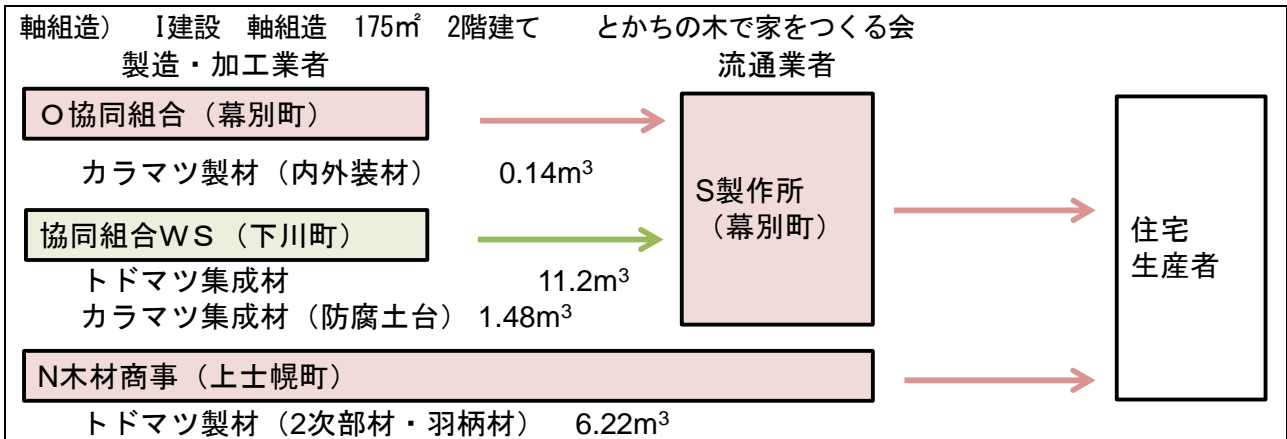 軸組造) I建設 軸組造 175㎡ 2階建て とかちの木で家をつくる会
製造・加工業者 流通業者
O協同組合(幕別町)
カラマツ製材(内外装材) 0.14m³
S製作所
(幕別町)
協同組合WS(下川町)
トドマツ集成材 11.2m³
カラマツ集成材(防腐土台) 1.48m³
住宅
生産者
N木材商事(上士幌町)
トドマツ製材(2次部材・羽柄材) 6.22m³